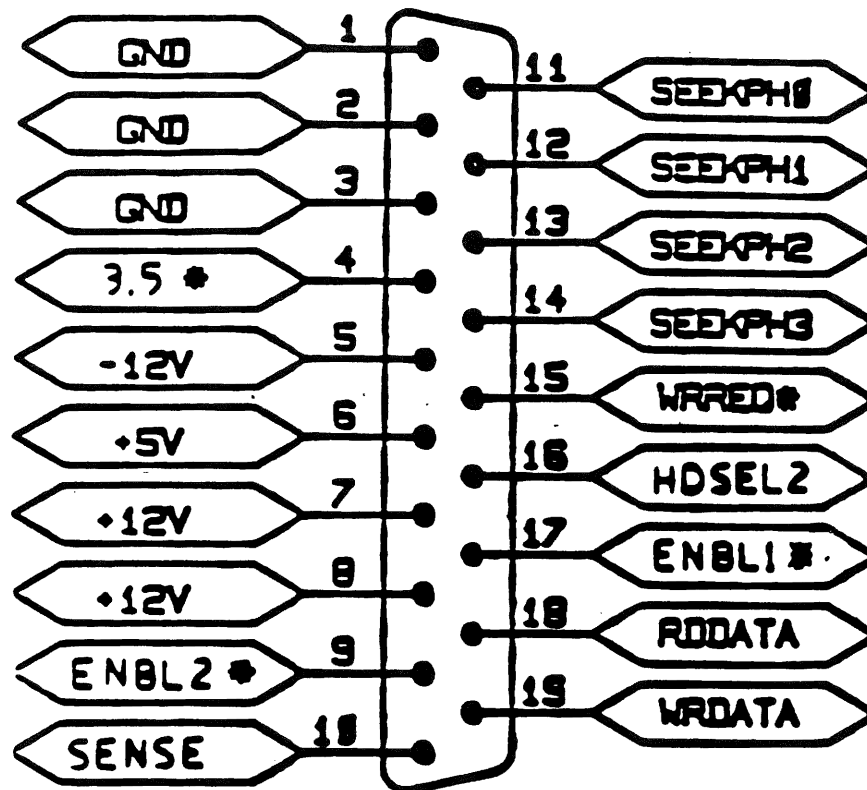 GND 1
GND 2
GND 3
3.5 * 4
-12V 5
+5V 6
+12V 7
+12V 8
ENBL2 * 9
SENSE 10
11 SEEKPH0
12 SEEKPH1
13 SEEKPH2
14 SEEKPH3
15 WRREQ*
16 HDSEL2
17 ENBL1*
18 RDDATA
19 WRDATA